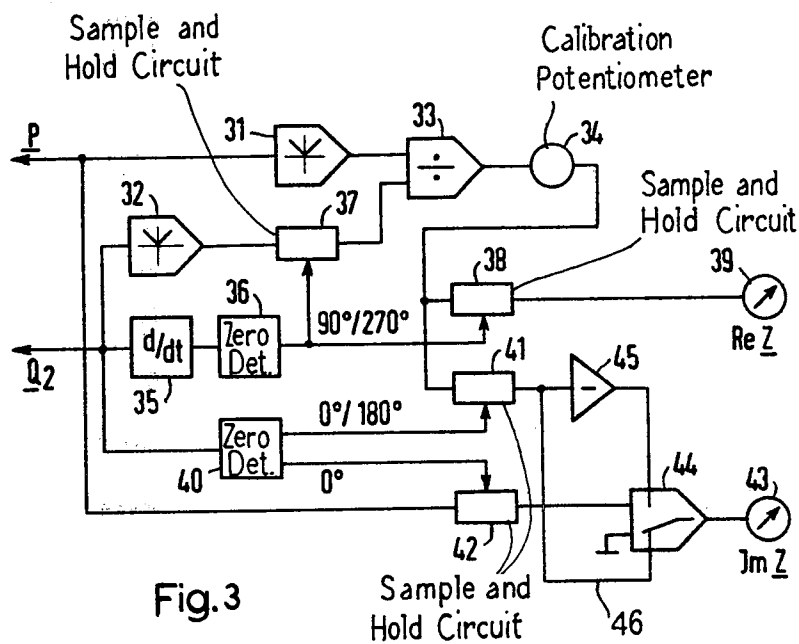 Sample and
Hold Circuit
Calibration
Potentiometer
P
31
33
34
÷
32
37
Sample and
Hold Circuit
38
39
36
90°/270°
Re Z
d/dt
Zero
Det.
Q2
35
41
45
0°/180°
Zero
Det.
40
0°
44
43
42
Jm Z
Sample and
Hold Circuit
46
Fig.3